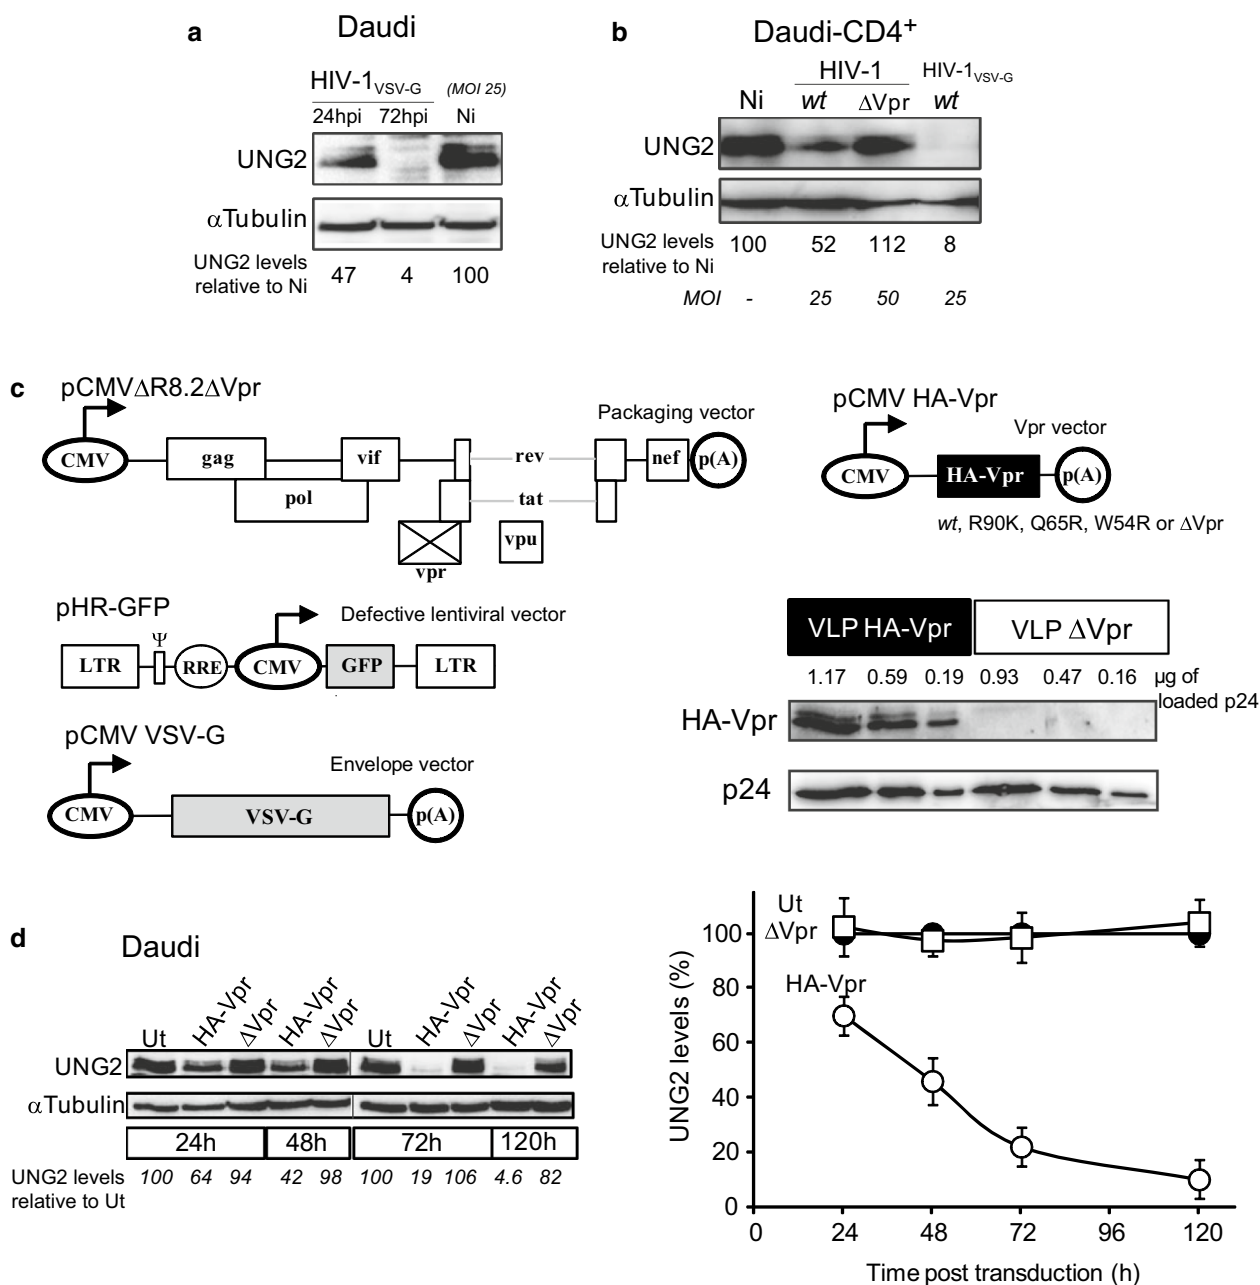 a
Daudi
HIV-1VSV-G (MOI 25)
24hpi 72hpi Ni
UNG2
αTubulin
UNG2 levels
relative to Ni
47 4 100
b
Daudi-CD4+
HIV-1 HIV-1VSV-G
Ni wt ΔVpr wt
UNG2
αTubulin
UNG2 levels
relative to Ni
100 52 112 8
MOI - 25 50 25
c
pCMVΔR8.2ΔVpr
Packaging vector
CMV gag vif rev nef p(A)
pol tat
vpr vpu
pCMV HA-Vpr
Vpr vector
CMV HA-Vpr p(A)
wt, R90K, Q65R, W54R or ΔVpr
pHR-GFP
Defective lentiviral vector
Ψ
LTR RRE CMV GFP LTR
pCMV VSV-G
Envelope vector
CMV VSV-G p(A)
VLP HA-Vpr VLP ΔVpr
1.17 0.59 0.19 0.93 0.47 0.16 µg of
loaded p24
HA-Vpr
p24
d
Daudi
Ut HA-Vpr ΔVpr HA-Vpr ΔVpr Ut HA-Vpr ΔVpr HA-Vpr ΔVpr
UNG2
αTubulin
24h 48h 72h 120h
UNG2 levels
relative to Ut
100 64 94 42 98 100 19 106 4.6 82
Ut
ΔVpr
HA-Vpr
UNG2 levels (%)
100
80
60
40
20
0
0 24 48 72 96 120
Time post transduction (h)